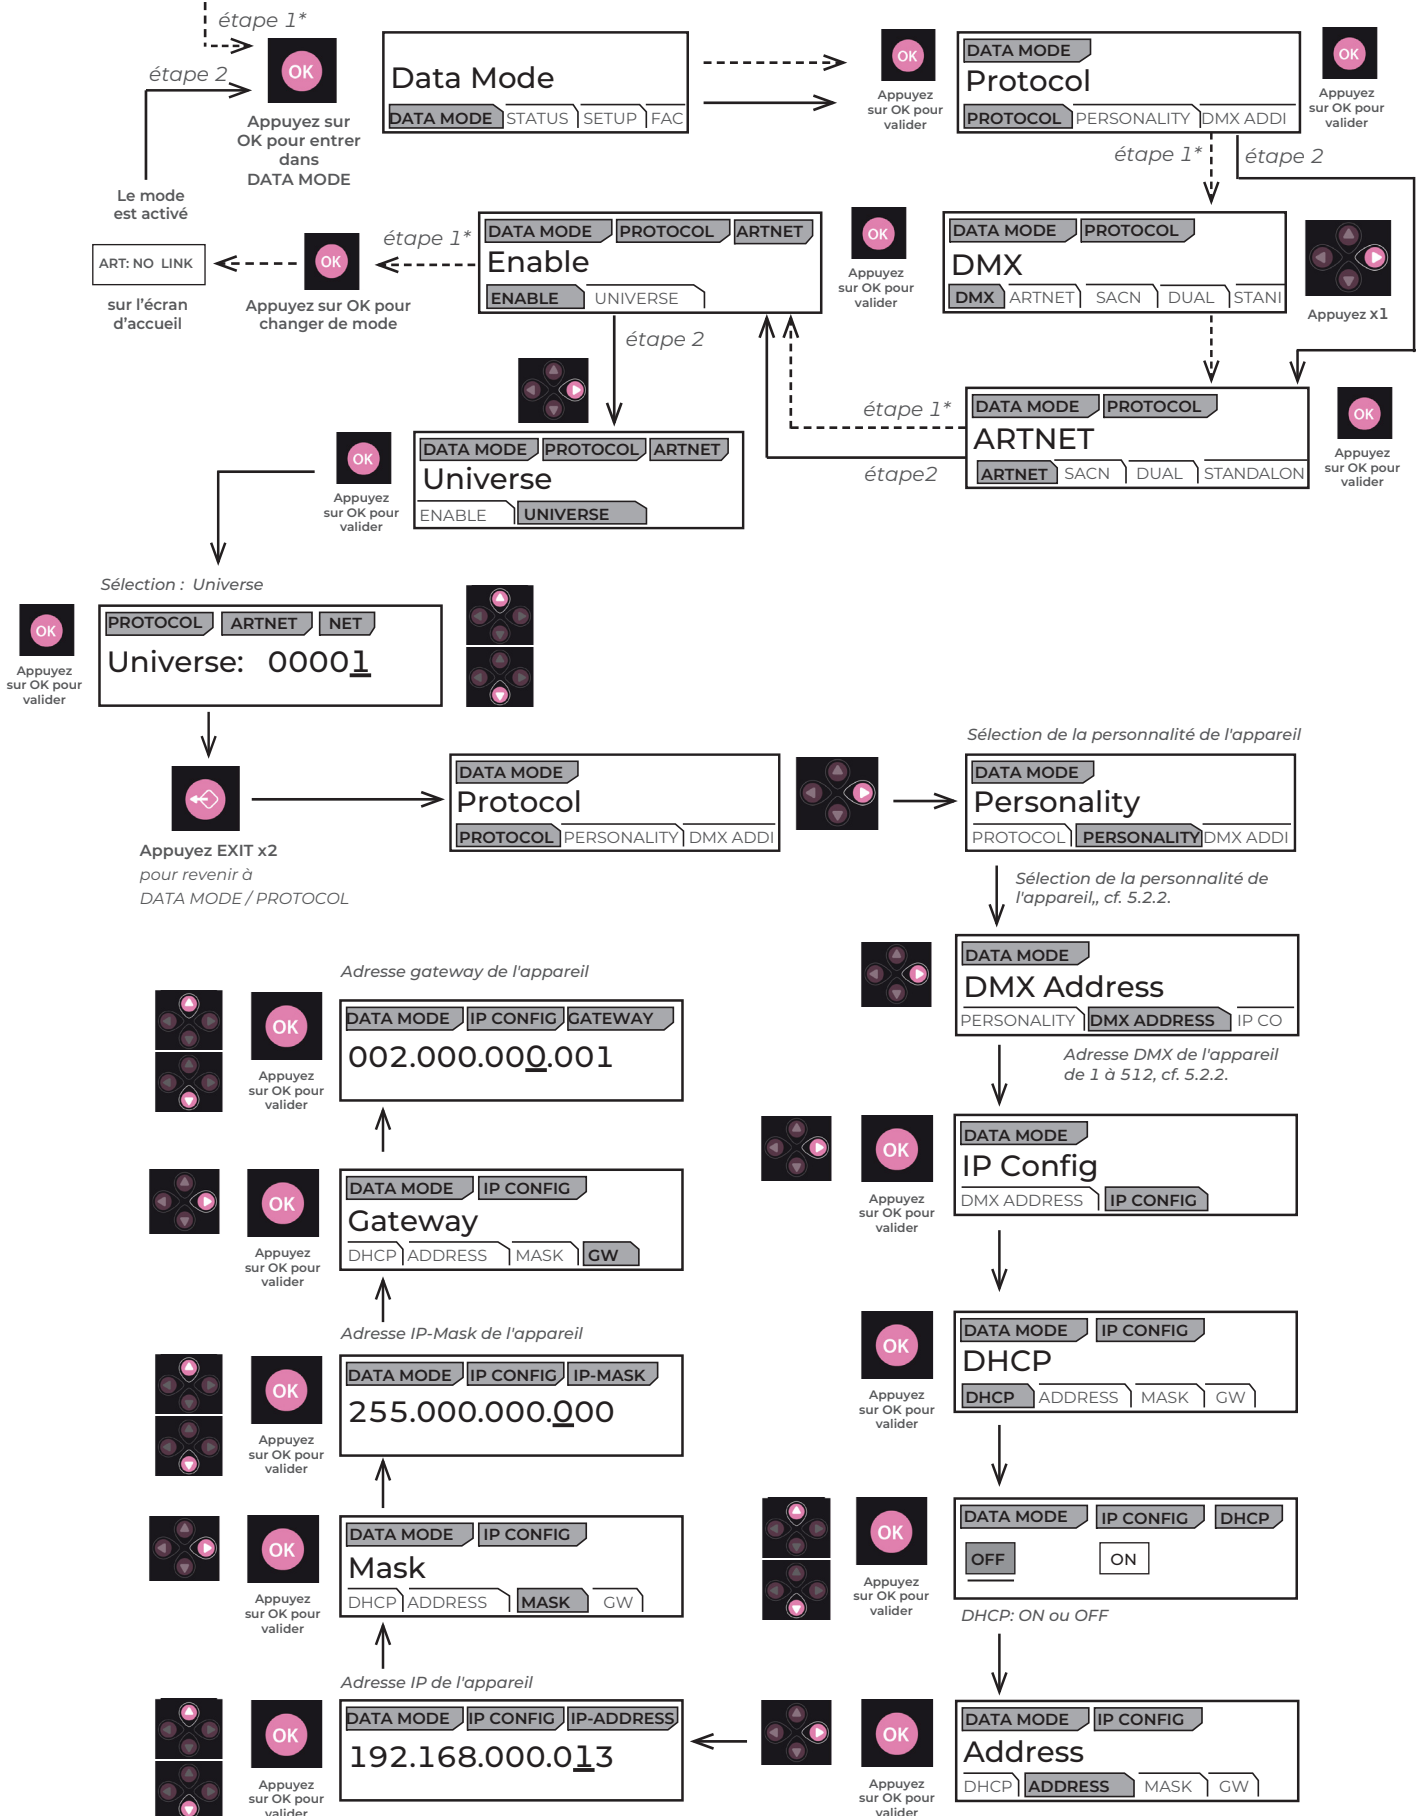 étape 1*
étape 2
OK
Appuyez sur
OK pour entrer
dans
DATA MODE
Data Mode
DATA MODE STATUS SETUP FAC
OK
Appuyez
sur OK pour
valider
DATA MODE
Protocol
PROTOCOL PERSONALITY DMX ADDI
OK
Appuyez
sur OK pour
valider
étape 1*
étape 2
Le mode
est activé
ART: NO LINK
sur l'écran
d'accueil
OK
Appuyez sur OK pour
changer de mode
étape 1*
DATA MODE PROTOCOL ARTNET
Enable
ENABLE UNIVERSE
OK
Appuyez
sur OK pour
valider
DATA MODE PROTOCOL
DMX
DMX ARTNET SACN DUAL STANI
Appuyez x1
étape 2
étape 1*
étape2
DATA MODE PROTOCOL
ARTNET
ARTNET SACN DUAL STANDALON
OK
Appuyez
sur OK pour
valider
OK
Appuyez
sur OK pour
valider
DATA MODE PROTOCOL ARTNET
Universe
ENABLE UNIVERSE
Sélection : Universe
OK
Appuyez
sur OK pour
valider
PROTOCOL ARTNET NET
Universe: 00001
Appuyez EXIT x2
pour revenir à
DATA MODE / PROTOCOL
DATA MODE
Protocol
PROTOCOL PERSONALITY DMX ADDI
Sélection de la personnalité de l'appareil
DATA MODE
Personality
PROTOCOL PERSONALITY DMX ADDI
Sélection de la personnalité de
l'appareil,, cf. 5.2.2.
DATA MODE
DMX Address
PERSONALITY DMX ADDRESS IP CO
Adresse DMX de l'appareil
de 1 à 512, cf. 5.2.2.
OK
Appuyez
sur OK pour
valider
DATA MODE
IP Config
DMX ADDRESS IP CONFIG
OK
Appuyez
sur OK pour
valider
DATA MODE IP CONFIG
DHCP
DHCP ADDRESS MASK GW
OK
Appuyez
sur OK pour
valider
DATA MODE IP CONFIG DHCP
OFF ON
DHCP: ON ou OFF
OK
Appuyez
sur OK pour
valider
DATA MODE IP CONFIG
Address
DHCP ADDRESS MASK GW
Adresse IP de l'appareil
OK
Appuyez
sur OK pour
valider
DATA MODE IP CONFIG IP-ADDRESS
192.168.000.013
OK
Appuyez
sur OK pour
valider
DATA MODE IP CONFIG
Mask
DHCP ADDRESS MASK GW
Adresse IP-Mask de l'appareil
OK
Appuyez
sur OK pour
valider
DATA MODE IP CONFIG IP-MASK
255.000.000.000
OK
Appuyez
sur OK pour
valider
DATA MODE IP CONFIG
Gateway
DHCP ADDRESS MASK GW
Adresse gateway de l'appareil
OK
Appuyez
sur OK pour
valider
DATA MODE IP CONFIG GATEWAY
002.000.000.001